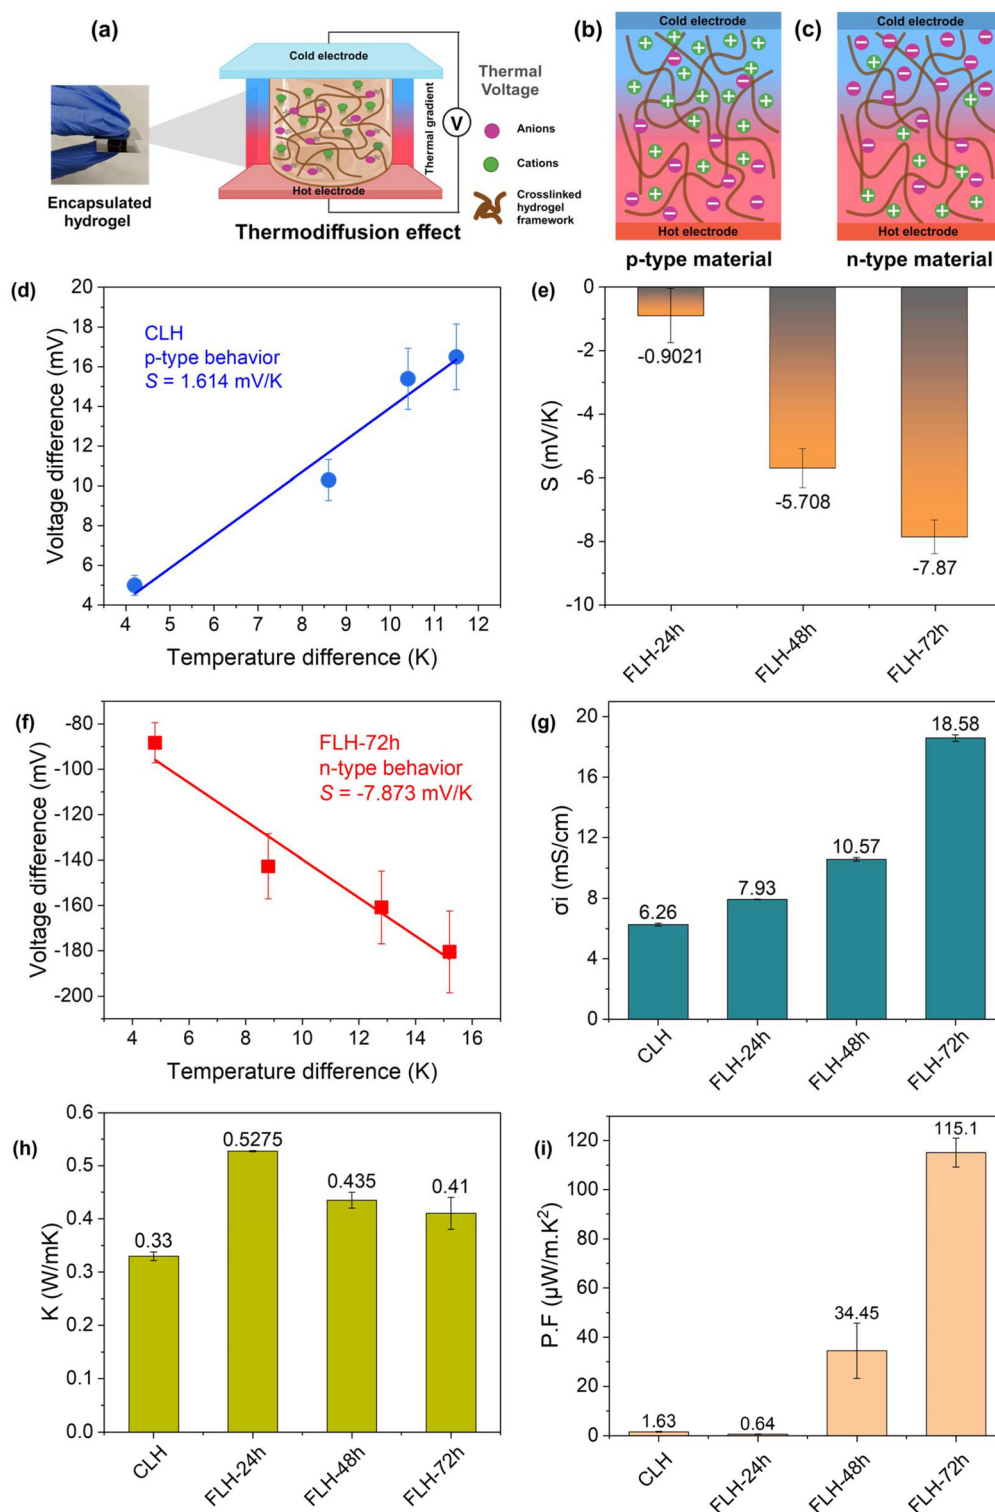 (a)
Cold electrode
Thermal gradient
Hot electrode
V
Thermal
Voltage
Anions
Cations
Crosslinked
hydrogel
framework
Encapsulated
hydrogel
Thermodiffusion effect
(b)
Cold electrode
Hot electrode
p-type material
(c)
Cold electrode
Hot electrode
n-type material
(d)
CLH
p-type behavior
S = 1.614 mV/K
Voltage difference (mV)
20
18
16
14
12
10
8
6
4
4 5 6 7 8 9 10 11 12
Temperature difference (K)
(e)
S (mV/K)
0
-2
-4
-6
-8
-10
-0.9021
-5.708
-7.87
FLH-24h
FLH-48h
FLH-72h
(f)
FLH-72h
n-type behavior
S = -7.873 mV/K
Voltage difference (mV)
-80
-100
-120
-140
-160
-180
-200
4 6 8 10 12 14 16
Temperature difference (K)
(g)
σi (mS/cm)
20
16
12
8
4
0
6.26
7.93
10.57
18.58
CLH
FLH-24h
FLH-48h
FLH-72h
(h)
K (W/mK)
0.6
0.5
0.4
0.3
0.2
0.1
0.0
0.33
0.5275
0.435
0.41
CLH
FLH-24h
FLH-48h
FLH-72h
(i)
P.F (µW/m.K²)
120
100
80
60
40
20
0
1.63
0.64
34.45
115.1
CLH
FLH-24h
FLH-48h
FLH-72h